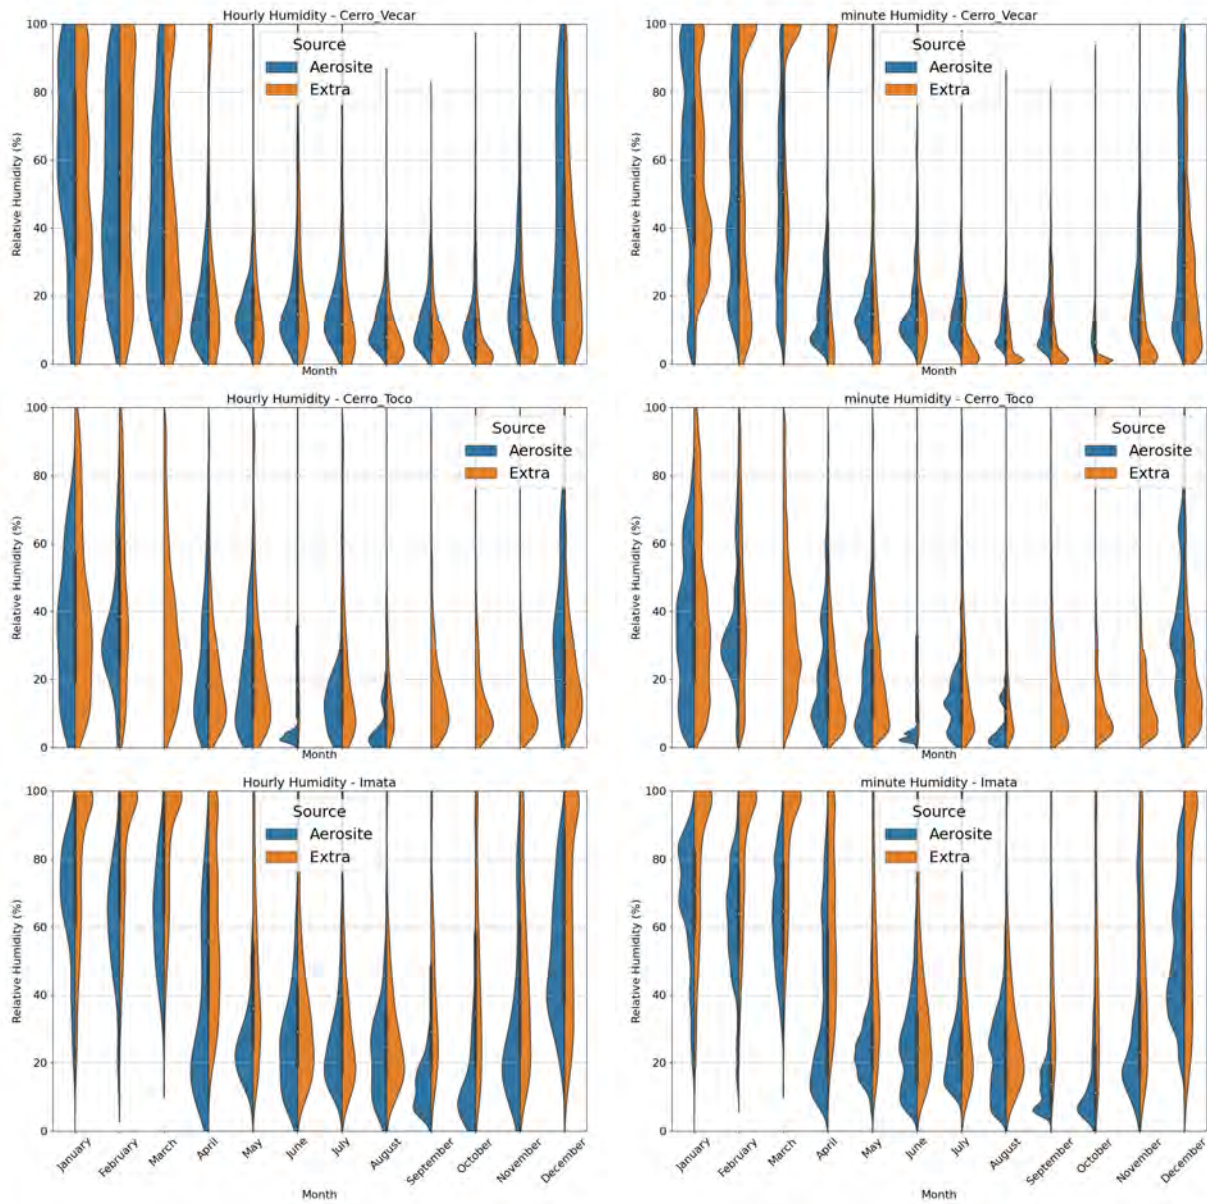 Hourly Humidity - Cerro_Vecar
minute Humidity - Cerro_Vecar
100
80
60
40
20
0
Relative Humidity (%)
Source
Aerosite
Extra
Month
100
80
60
40
20
0
Relative Humidity (%)
Source
Aerosite
Extra
Month
Hourly Humidity - Cerro_Toco
minute Humidity - Cerro_Toco
100
80
60
40
20
0
Relative Humidity (%)
Source
Aerosite
Extra
Month
100
80
60
40
20
0
Relative Humidity (%)
Source
Aerosite
Extra
Month
Hourly Humidity - Imata
minute Humidity - Imata
100
80
60
40
20
0
Relative Humidity (%)
Source
Aerosite
Extra
January
February
March
April
May
June
July
August
September
October
November
December
Month
100
80
60
40
20
0
Relative Humidity (%)
Source
Aerosite
Extra
January
February
March
April
May
June
July
August
September
October
November
December
Month